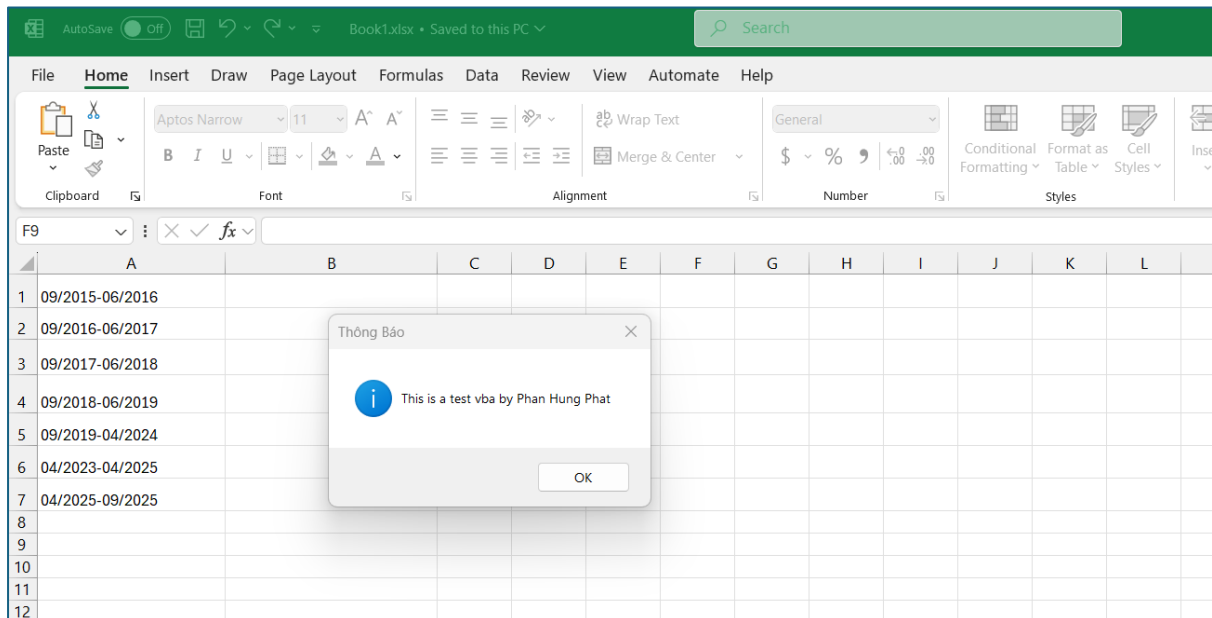 AutoSave Off Book1.xlsx • Saved to this PC Search
File Home Insert Draw Page Layout Formulas Data Review View Automate Help
Aptos Narrow 11 A A ab Wrap Text General
Paste B I U A Merge & Center $ % 9 .00 .00 Conditional Formatting Format as Table Cell Styles
Clipboard Font Alignment Number Styles
F9 fx
A B C D E F G H I J K L
1 09/2015-06/2016
2 09/2016-06/2017
3 09/2017-06/2018
4 09/2018-06/2019
5 09/2019-04/2024
6 04/2023-04/2025
7 04/2025-09/2025
8
9
10
11
12
Thông Báo
This is a test vba by Phan Hung Phat
OK